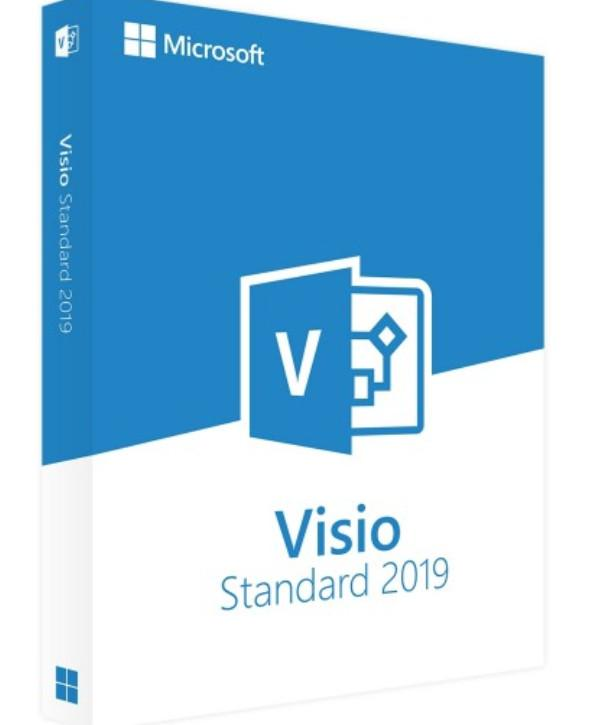 Microsoft
V
Visio Standard 2019
V
Visio
Standard 2019